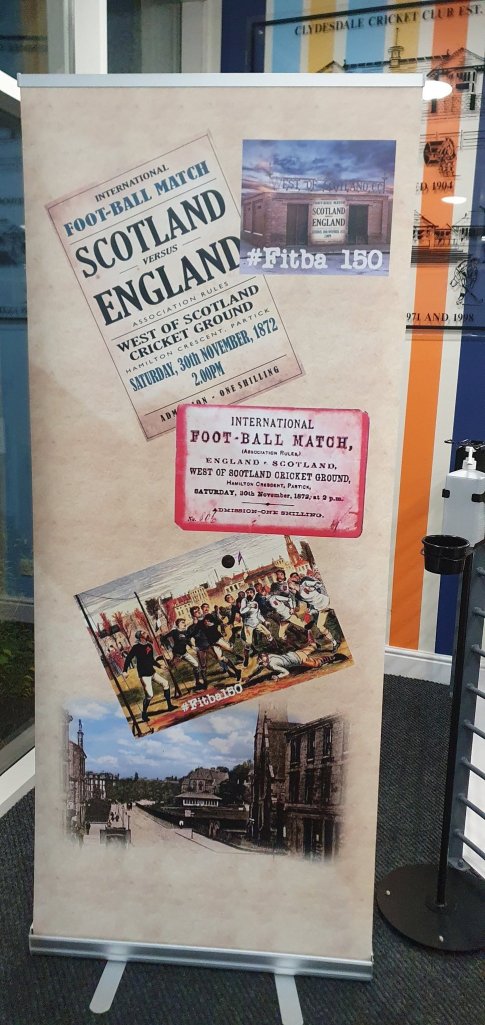 CLYDESDALE CRICKET CLUB EST.
INTERNATIONAL
FOOT-BALL MATCH
SCOTLAND
VERSUS
ENGLAND
ASSOCIATION RULES
WEST OF SCOTLAND
CRICKET GROUND
HAMILTON CRESCENT, PARTICK
SATURDAY, 30th NOVEMBER, 1872
2.00PM
ONE SHILLING
WEST OF SCOTLAND
SCOTLAND
ENGLAND
#Fitba 150
1904
1971 AND 1998
INTERNATIONAL
FOOT-BALL MATCH,
(ASSOCIATION RULES,)
ENGLAND v SCOTLAND,
WEST OF SCOTLAND CRICKET GROUND,
HAMILTON CRESCENT, PARTICK,
SATURDAY, 30th November, 1872, at 2 p.m.
ADMISSION-ONE SHILLING.
No.
#Fitba150